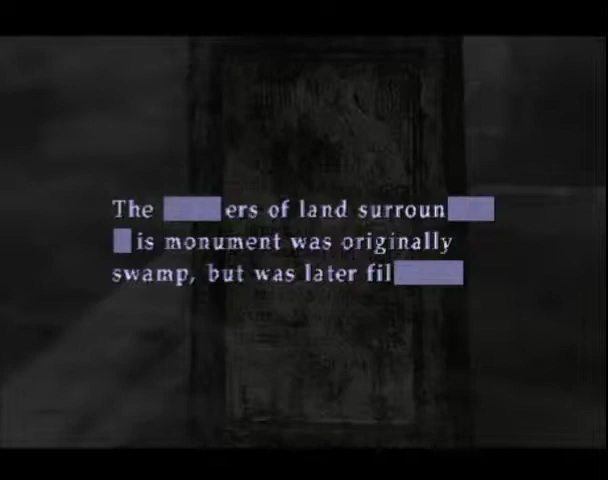 The ers of land surroun
is monument was originally
swamp, but was later fil